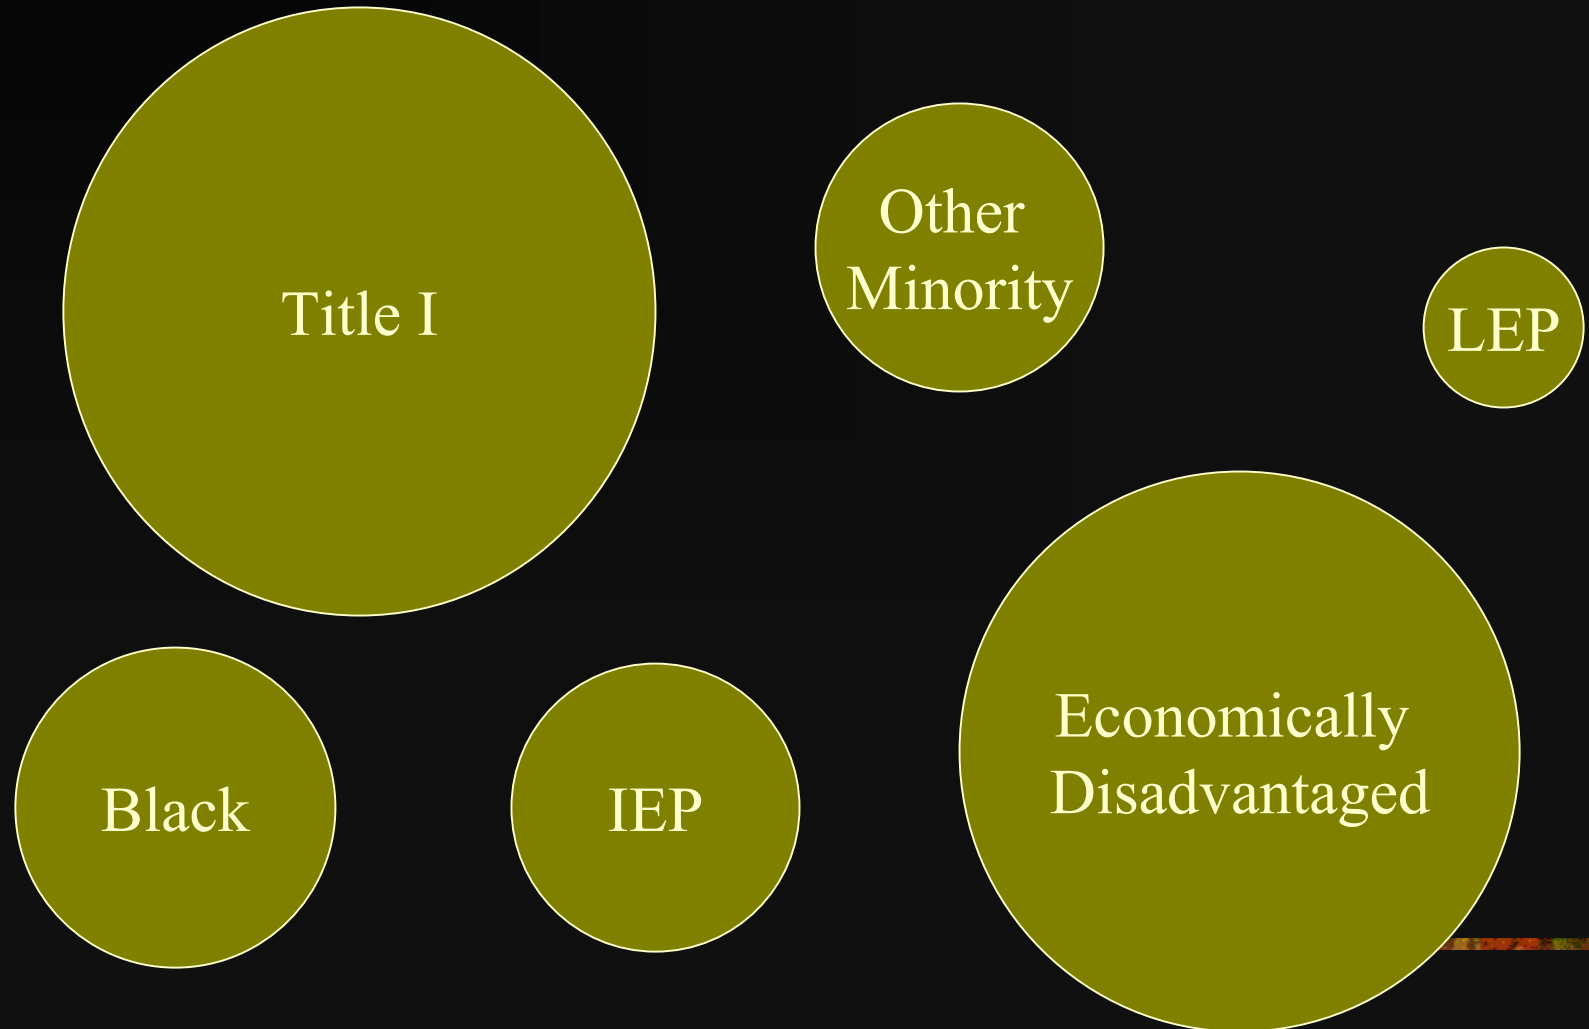 Title I
Other
Minority
LEP
Black
IEP
Economically
Disadvantaged